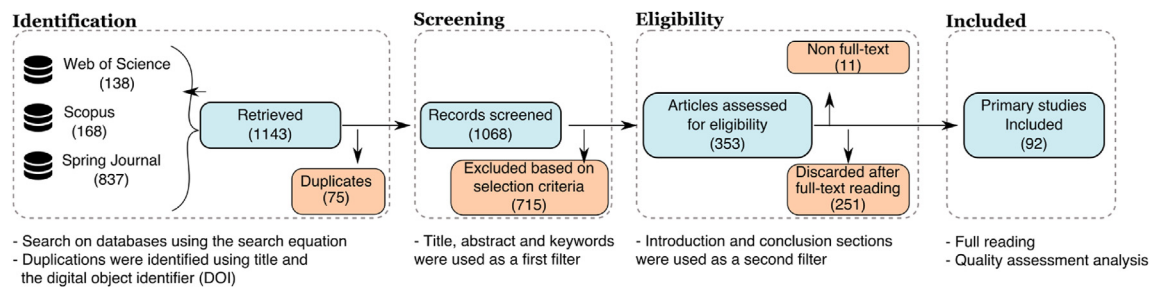 Identification
Web of Science
(138)
Scopus
(168)
Spring Journal
(837)
Retrieved
(1143)
Duplicates
(75)
- Search on databases using the search equation
- Duplications were identified using title and
the digital object identifier (DOI)
Screening
Records screened
(1068)
Excluded based on
selection criteria
(715)
- Title, abstract and keywords
were used as a first filter
Eligibility
Non full-text
(11)
Articles assessed
for eligibility
(353)
Discarded after
full-text reading
(251)
- Introduction and conclusion sections
were used as a second filter
Included
Primary studies
Included
(92)
- Full reading
- Quality assessment analysis